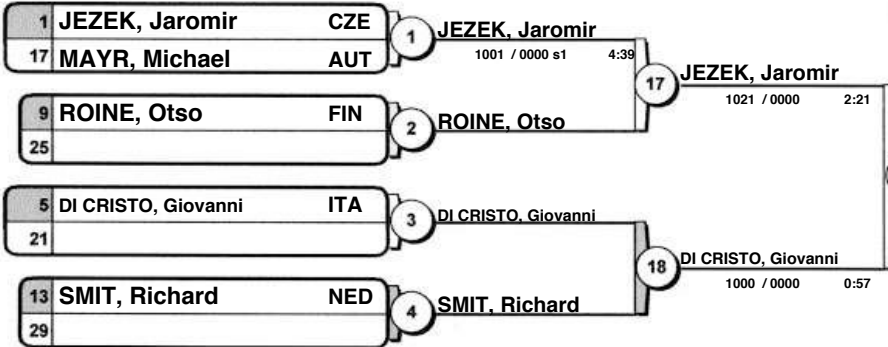 1 JEZEK, Jaromir CZE
17 MAYR, Michael AUT
1 JEZEK, Jaromir
1001 / 0000 s1 4:39
9 ROINE, Otso FIN
25
2 ROINE, Otso
17 JEZEK, Jaromir
1021 / 0000 2:21
5 DI CRISTO, Giovanni ITA
21
3 DI CRISTO, Giovanni
13 SMIT, Richard NED
29
4 SMIT, Richard
18 DI CRISTO, Giovanni
1000 / 0000 0:57